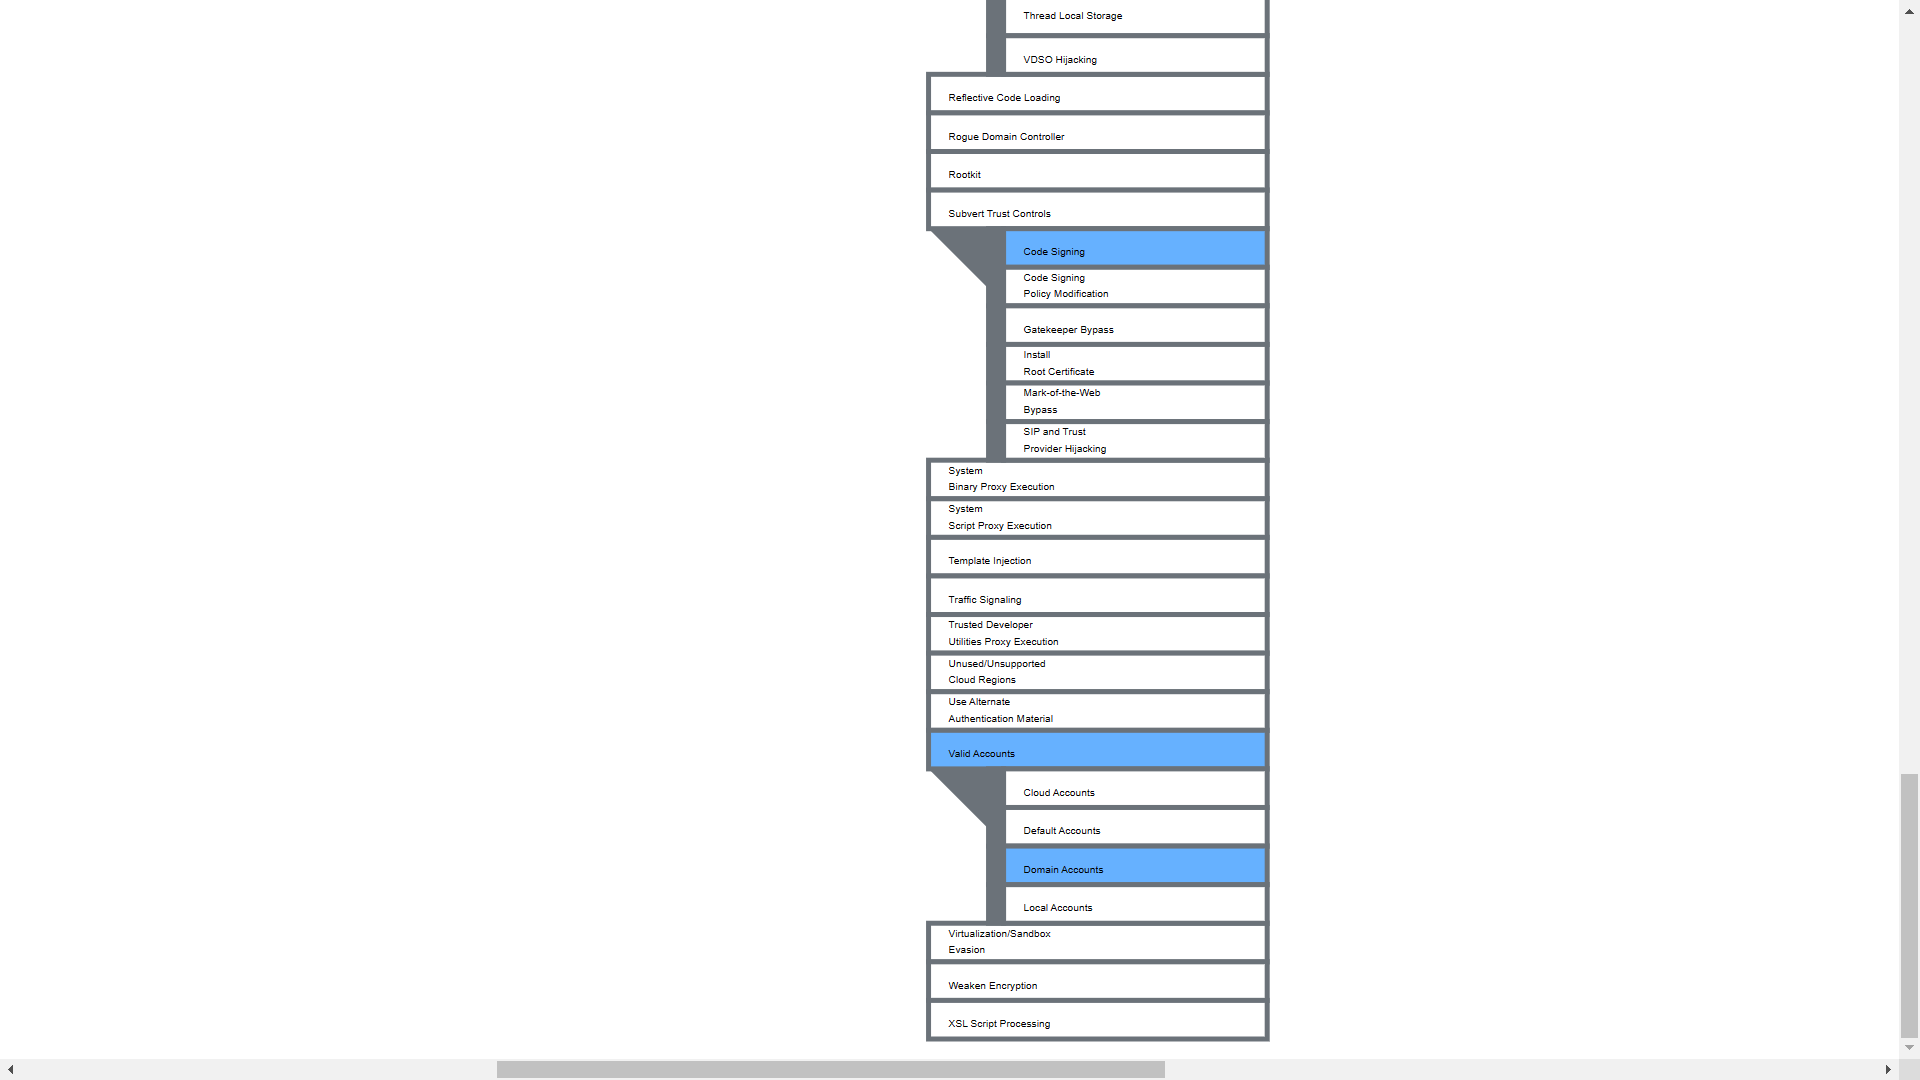 Thread Local Storage
VDSO Hijacking
Reflective Code Loading
Rogue Domain Controller
Rootkit
Subvert Trust Controls
Code Signing
Code Signing
Policy Modification
Gatekeeper Bypass
Install
Root Certificate
Mark-of-the-Web
Bypass
SIP and Trust
Provider Hijacking
System
Binary Proxy Execution
System
Script Proxy Execution
Template Injection
Traffic Signaling
Trusted Developer
Utilities Proxy Execution
Unused/Unsupported
Cloud Regions
Use Alternate
Authentication Material
Valid Accounts
Cloud Accounts
Default Accounts
Domain Accounts
Local Accounts
Virtualization/Sandbox
Evasion
Weaken Encryption
XSL Script Processing